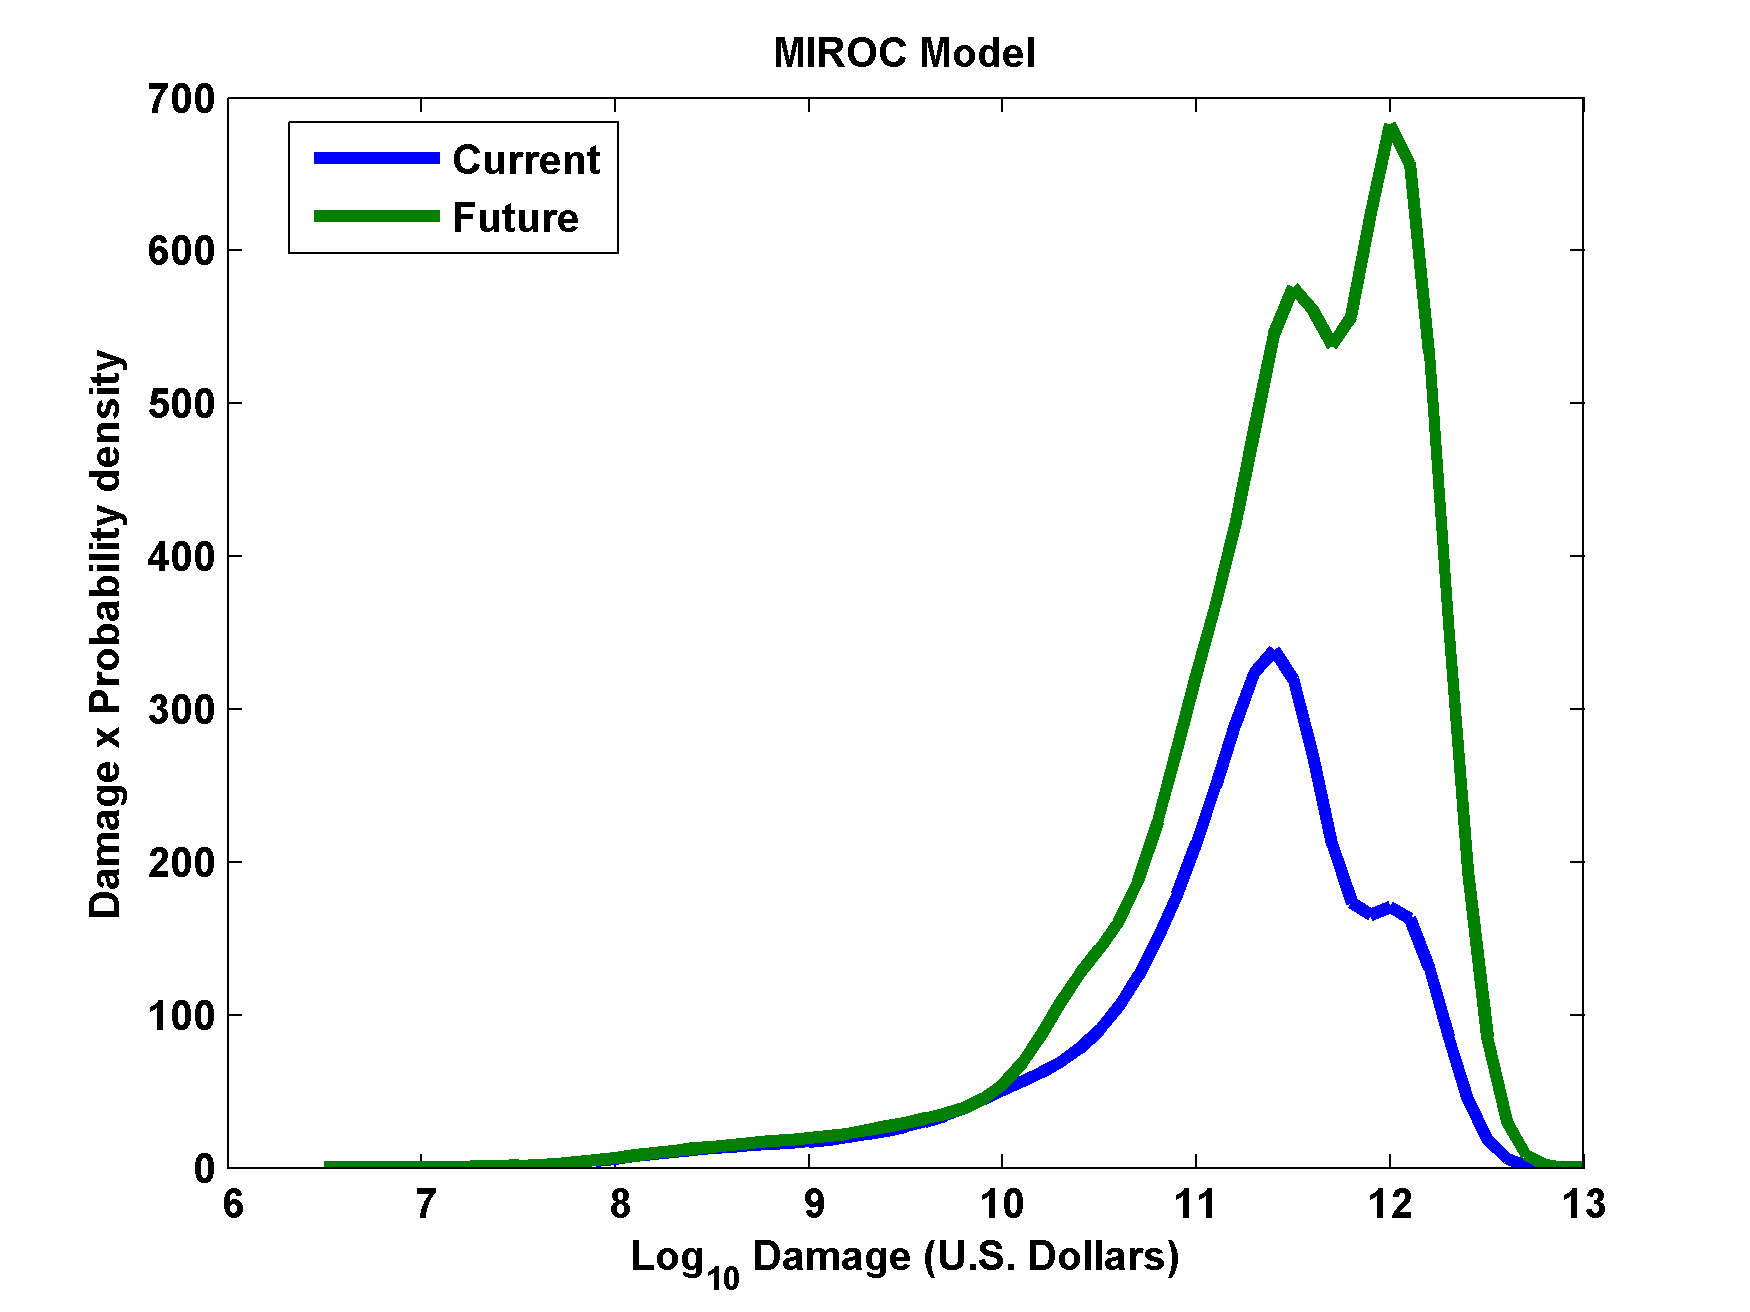 MIROC Model
700
600
500
400
300
200
100
0
Damage x Probability density
Current
Future
6 7 8 9 10 11 12 13
Log10 Damage (U.S. Dollars)